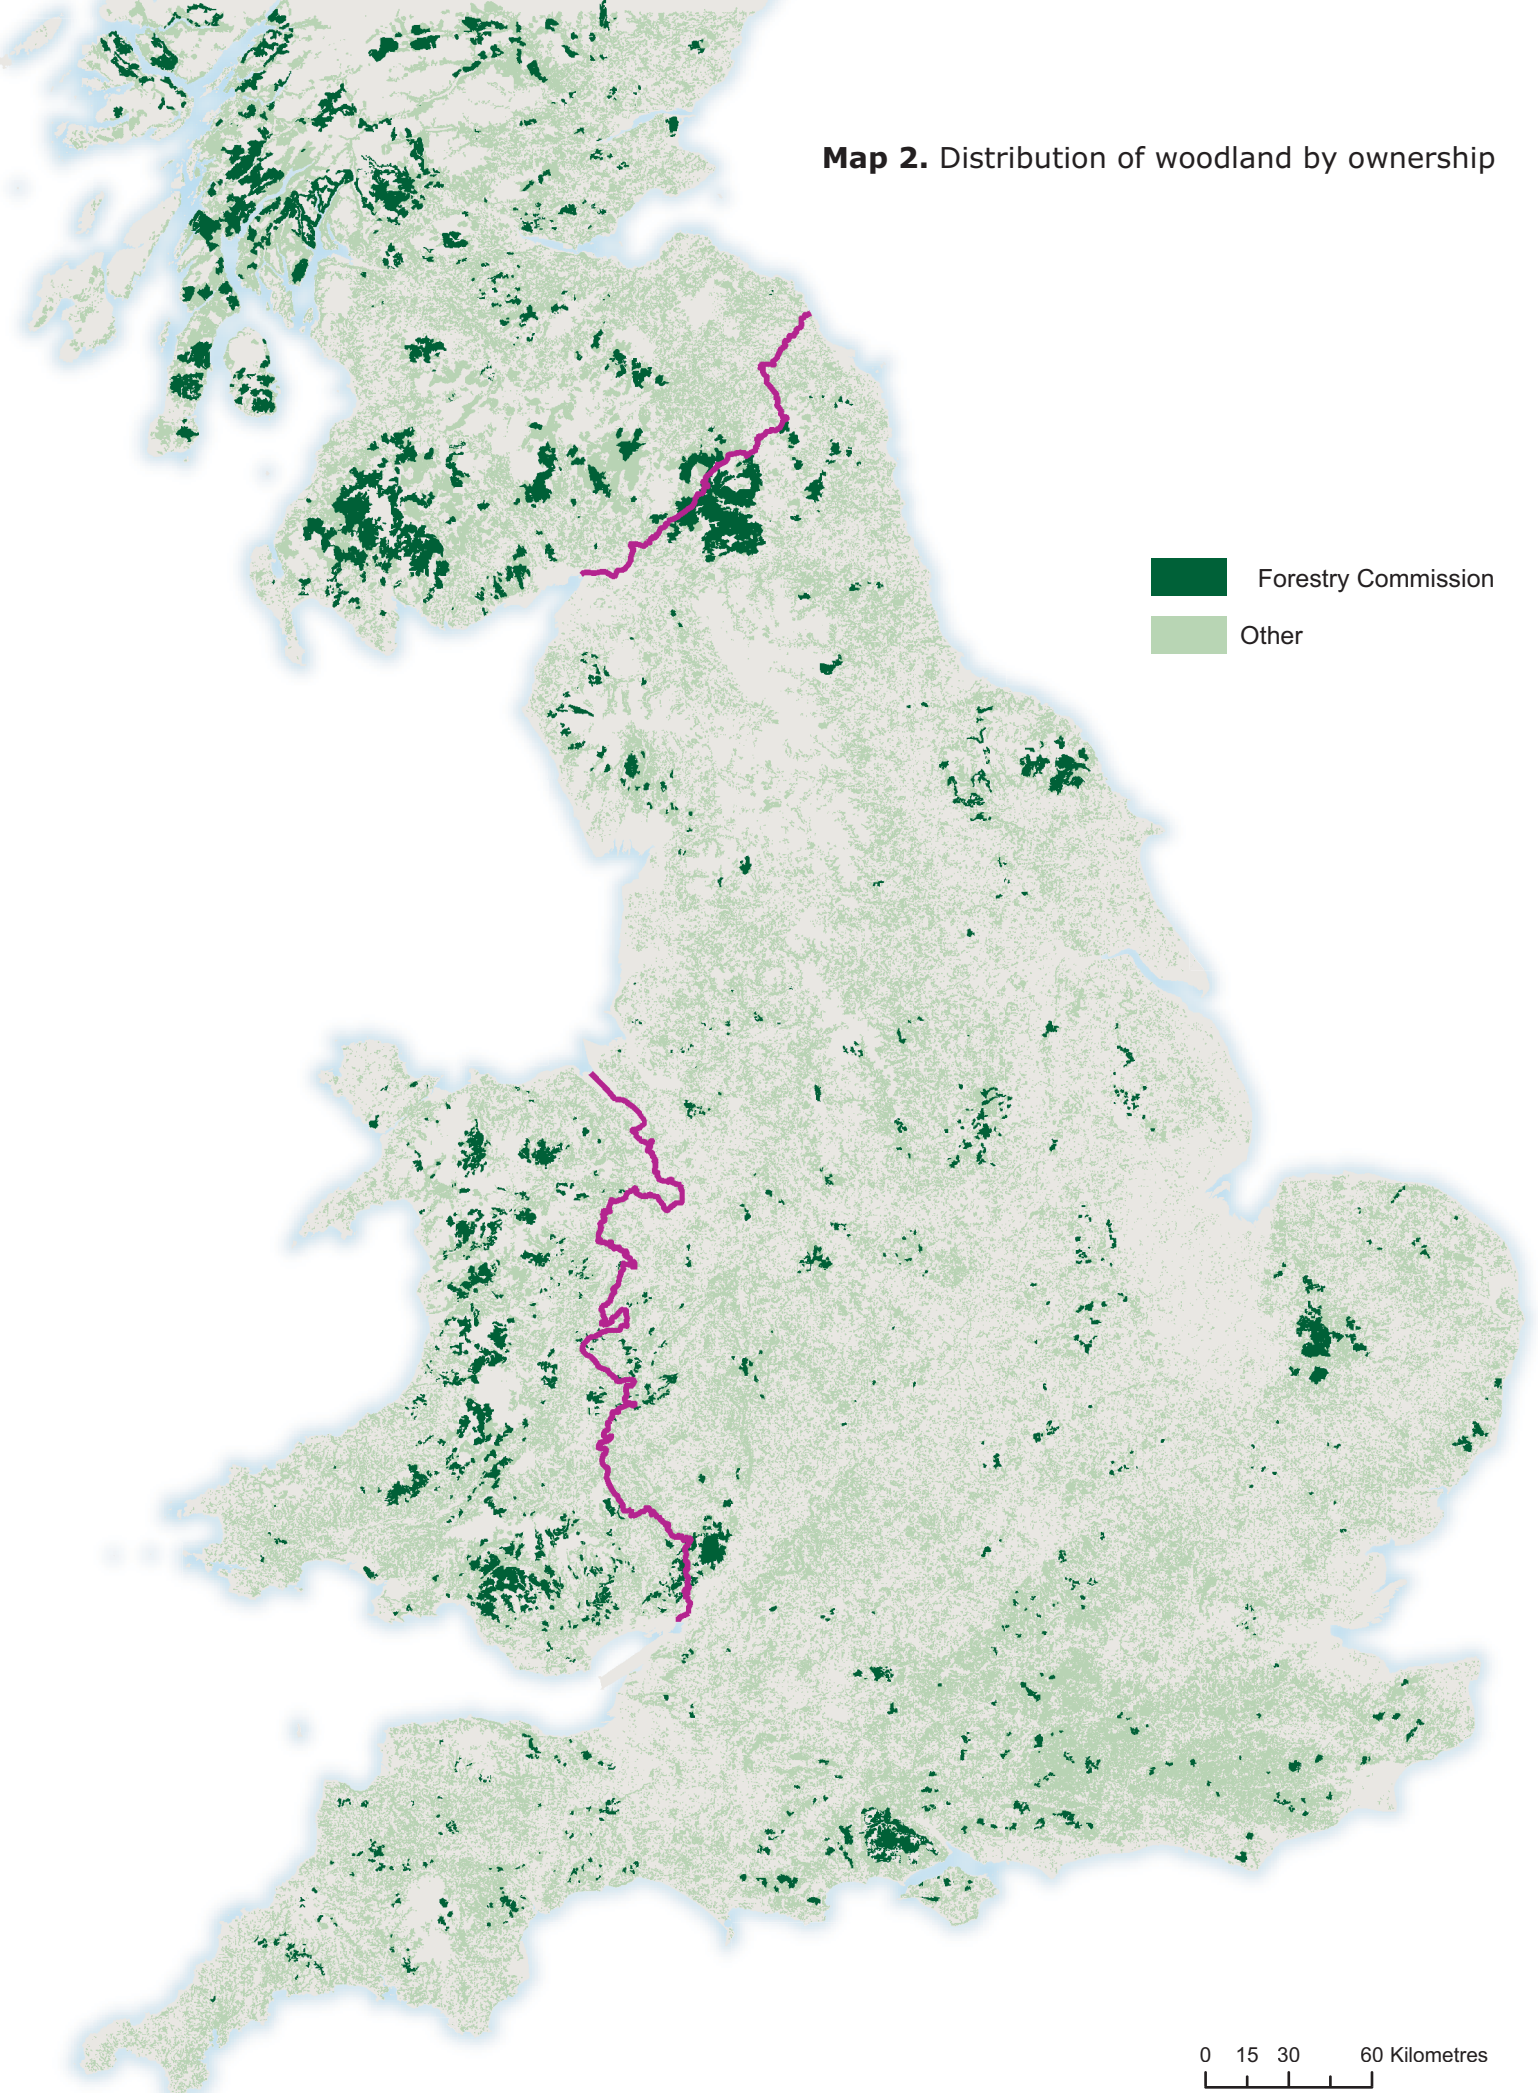 Map 2. Distribution of woodland by ownership
Forestry Commission
Other
0 15 30 60 Kilometres